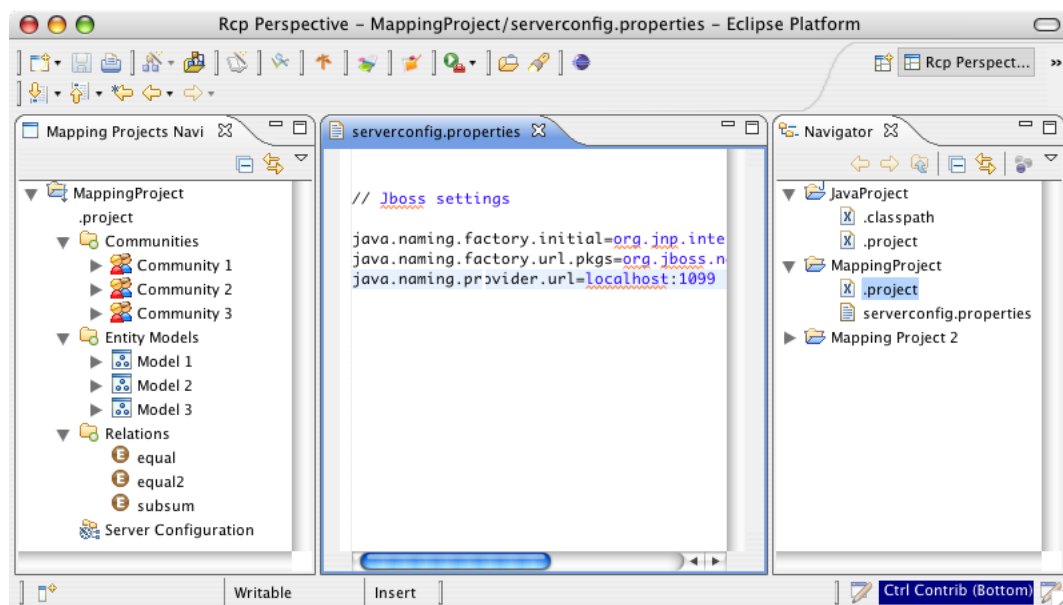 Rcp Perspective – MappingProject/serverconfig.properties – Eclipse Platform
Rcp Perspect...
»
Mapping Projects Navi
MappingProject
.project
Communities
Community 1
Community 2
Community 3
Entity Models
Model 1
Model 2
Model 3
Relations
equal
equal2
subsum
Server Configuration
serverconfig.properties
// Jboss settings
java.naming.factory.initial=org.jnp.inte
java.naming.factory.url.pkgs=org.jboss.n
java.naming.provider.url=localhost:1099
Navigator
JavaProject
.classpath
.project
MappingProject
.project
serverconfig.properties
Mapping Project 2
Writable
Insert
Ctrl Contrib (Bottom)